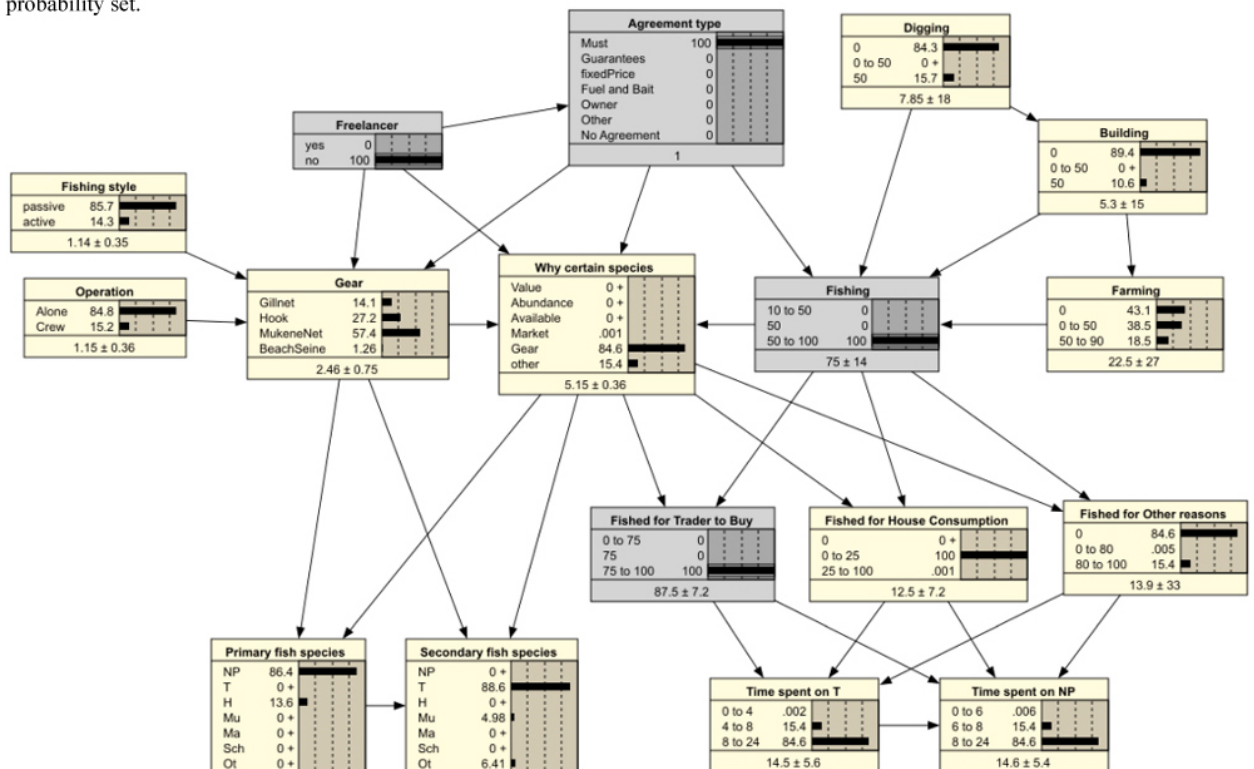 probability set.
Agreement type
Must 100
Guarantees 0
fixedPrice 0
Fuel and Bait 0
Owner 0
Other 0
No Agreement 0
1
Digging
0 84.3
0 to 50 0 +
50 15.7
7.85 ± 18
Freelancer
yes 0
no 100
Building
0 89.4
0 to 50 0 +
50 10.6
5.3 ± 15
Fishing style
passive 85.7
active 14.3
1.14 ± 0.35
Operation
Alone 84.8
Crew 15.2
1.15 ± 0.36
Gear
Gillnet 14.1
Hook 27.2
MukeneNet 57.4
BeachSeine 1.26
2.46 ± 0.75
Why certain species
Value 0 +
Abundance 0 +
Available 0 +
Market .001
Gear 84.6
other 15.4
5.15 ± 0.36
Fishing
10 to 50 0
50 0
50 to 100 100
75 ± 14
Farming
0 43.1
0 to 50 38.5
50 to 90 18.5
22.5 ± 27
Fished for Trader to Buy
0 to 75 0
75 0
75 to 100 100
87.5 ± 7.2
Fished for House Consumption
0 0 +
0 to 25 100
25 to 100 .001
12.5 ± 7.2
Fished for Other reasons
0 84.6
0 to 80 .005
80 to 100 15.4
13.9 ± 33
Primary fish species
NP 86.4
T 0 +
H 13.6
Mu 0 +
Ma 0 +
Sch 0 +
Ot 0 +
Secondary fish species
NP 0 +
T 88.6
H 0 +
Mu 4.98
Ma 0 +
Sch 0 +
Ot 6.41
Time spent on T
0 to 4 .002
4 to 8 15.4
8 to 24 84.6
14.5 ± 5.6
Time spent on NP
0 to 6 .006
6 to 8 15.4
8 to 24 84.6
14.6 ± 5.4